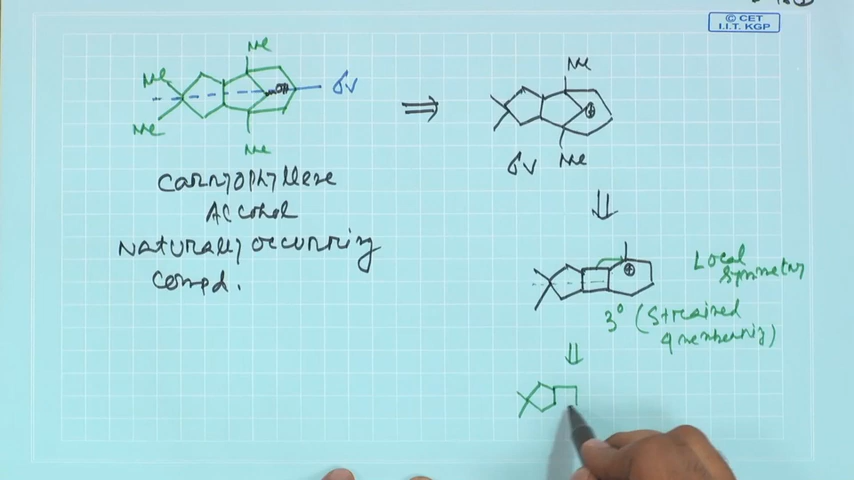 © CET
I.I.T. KGP
Me
Me
OH
σv
Me
Me
Caryophyllene
Alcohol
Naturally occurring
Compd.
⇒
Me
⊕
σv
Me
⊕
Local
Symmetry
3° (Strained
4 membering)